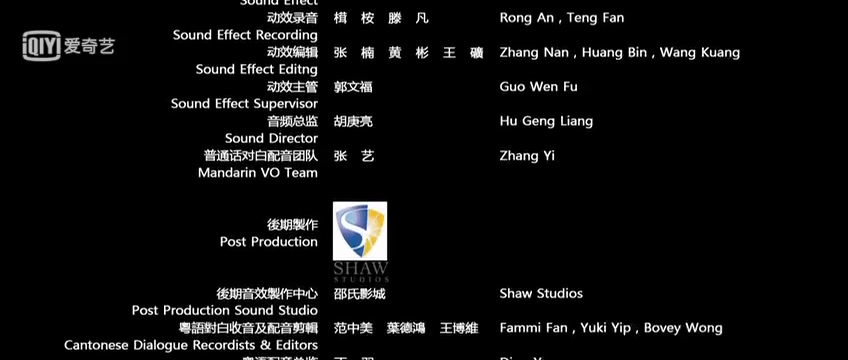 Sound Effect
动效录音 楫 桉 滕 凡 Rong An , Teng Fan
Sound Effect Recording
iQIYI 爱奇艺
动效编辑 张 楠 黄 彬 王 礦 Zhang Nan , Huang Bin , Wang Kuang
Sound Effect Editng
动效主管 郭文福 Guo Wen Fu
Sound Effect Supervisor
音频总监 胡庚亮 Hu Geng Liang
Sound Director
普通话对白配音团队 张 艺 Zhang Yi
Mandarin VO Team
後期製作
Post Production
SHAW
STUDIOS
後期音效製作中心 邵氏影城 Shaw Studios
Post Production Sound Studio
粵語對白收音及配音剪輯 范中美 葉德鴻 王博維 Fammi Fan , Yuki Yip , Bovey Wong
Cantonese Dialogue Recordists & Editors